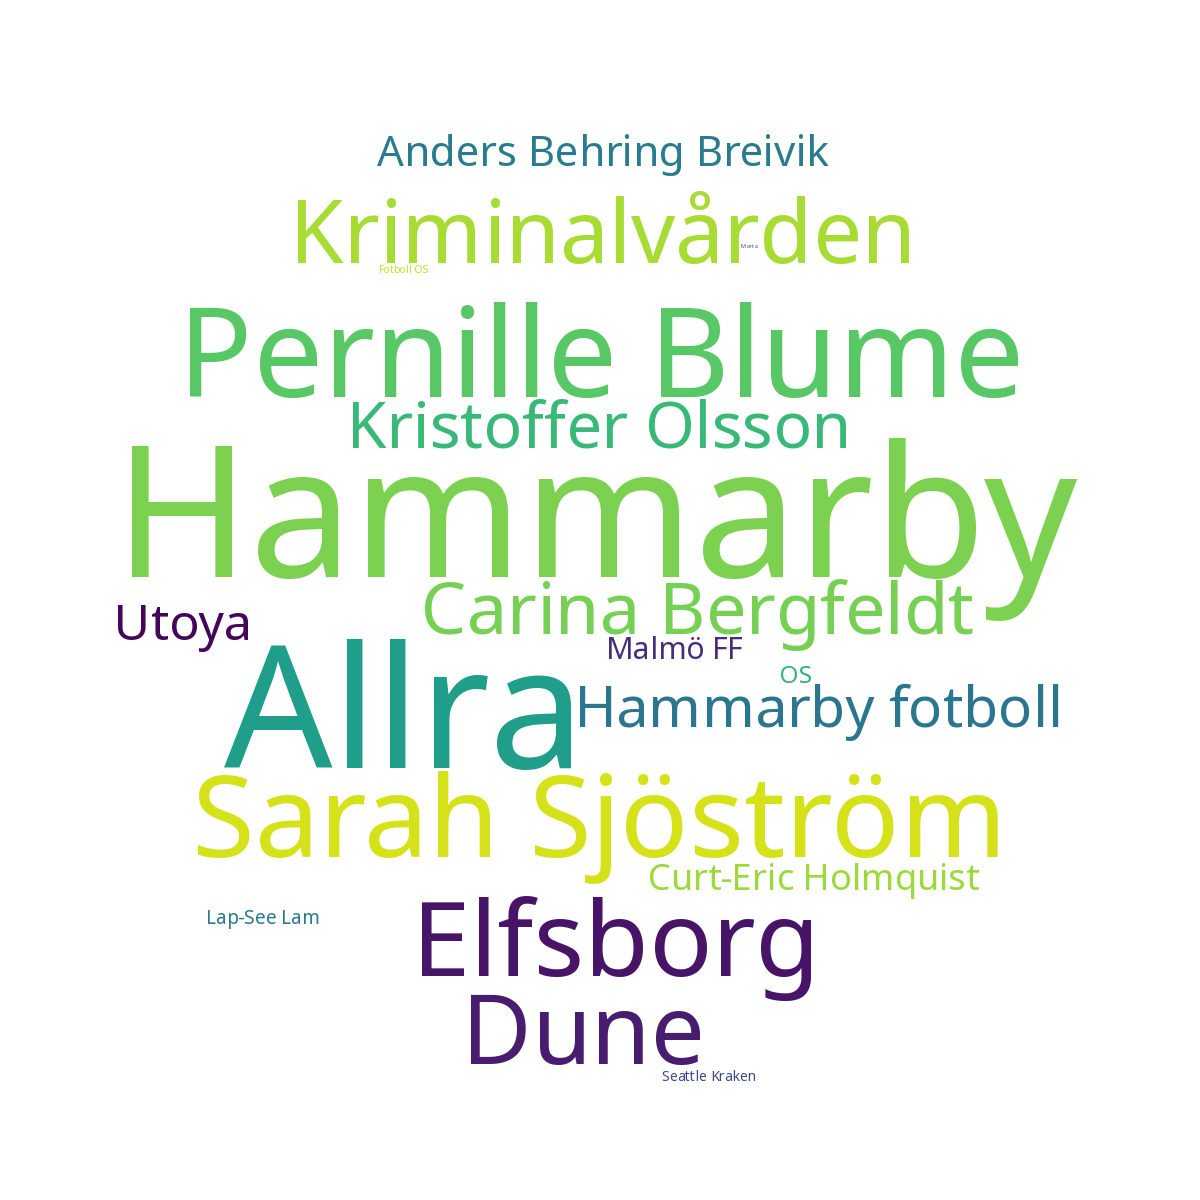 Anders Behring Breivik
Kriminalvården
Marta
Fotboll OS
Pernille Blume
Kristoffer Olsson
Hammarby
Carina Bergfeldt
Utoya
Malmö FF
OS
Allra
Hammarby fotboll
Sarah Sjöström
Curt-Eric Holmquist
Lap-See Lam
Elfsborg
Dune
Seattle Kraken